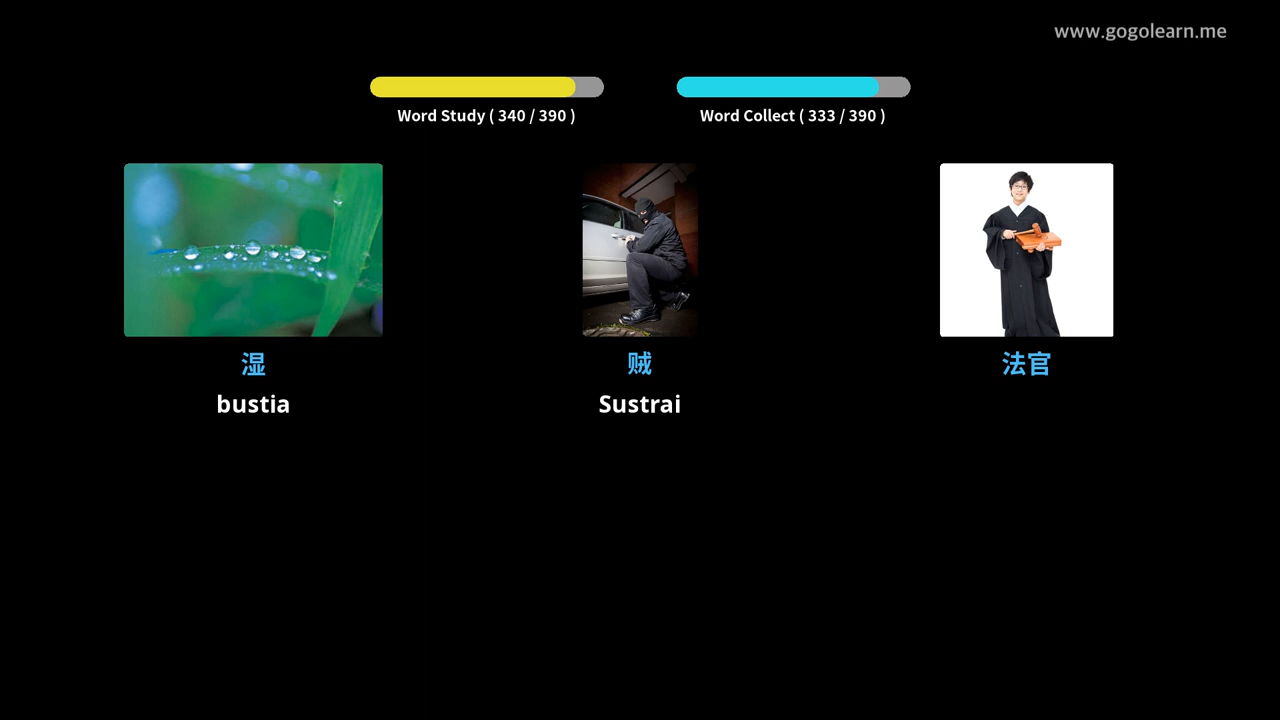 www.gogolearn.me
Word Study ( 340 / 390 )
Word Collect ( 333 / 390 )
湿
贼
法官
bustia
Sustrai